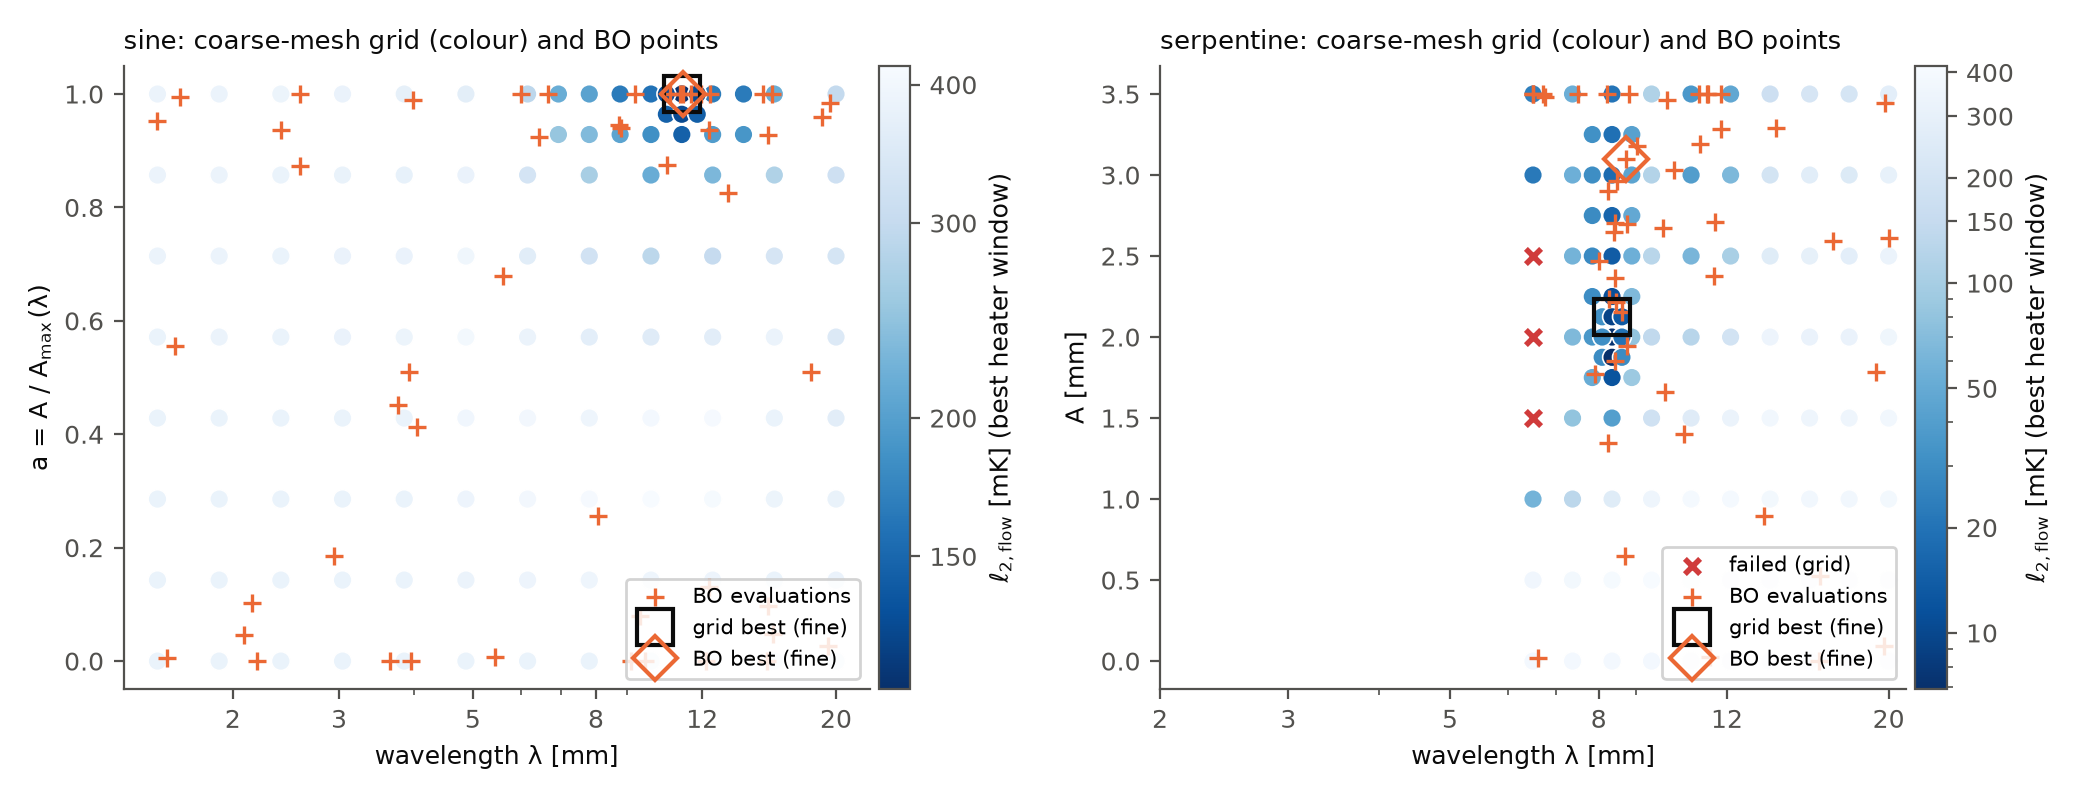 sine: coarse-mesh grid (colour) and BO points
1.0
0.8
0.6
0.4
0.2
0.0
a = A / Amax(λ)
2
3
5
8
12
20
wavelength λ [mm]
BO evaluations
grid best (fine)
BO best (fine)
400
300
200
150
ℓ2, flow [mK] (best heater window)
serpentine: coarse-mesh grid (colour) and BO points
3.5
3.0
2.5
2.0
1.5
1.0
0.5
0.0
A [mm]
2
3
5
8
12
20
wavelength λ [mm]
failed (grid)
BO evaluations
grid best (fine)
BO best (fine)
400
300
200
150
100
50
20
10
ℓ2, flow [mK] (best heater window)